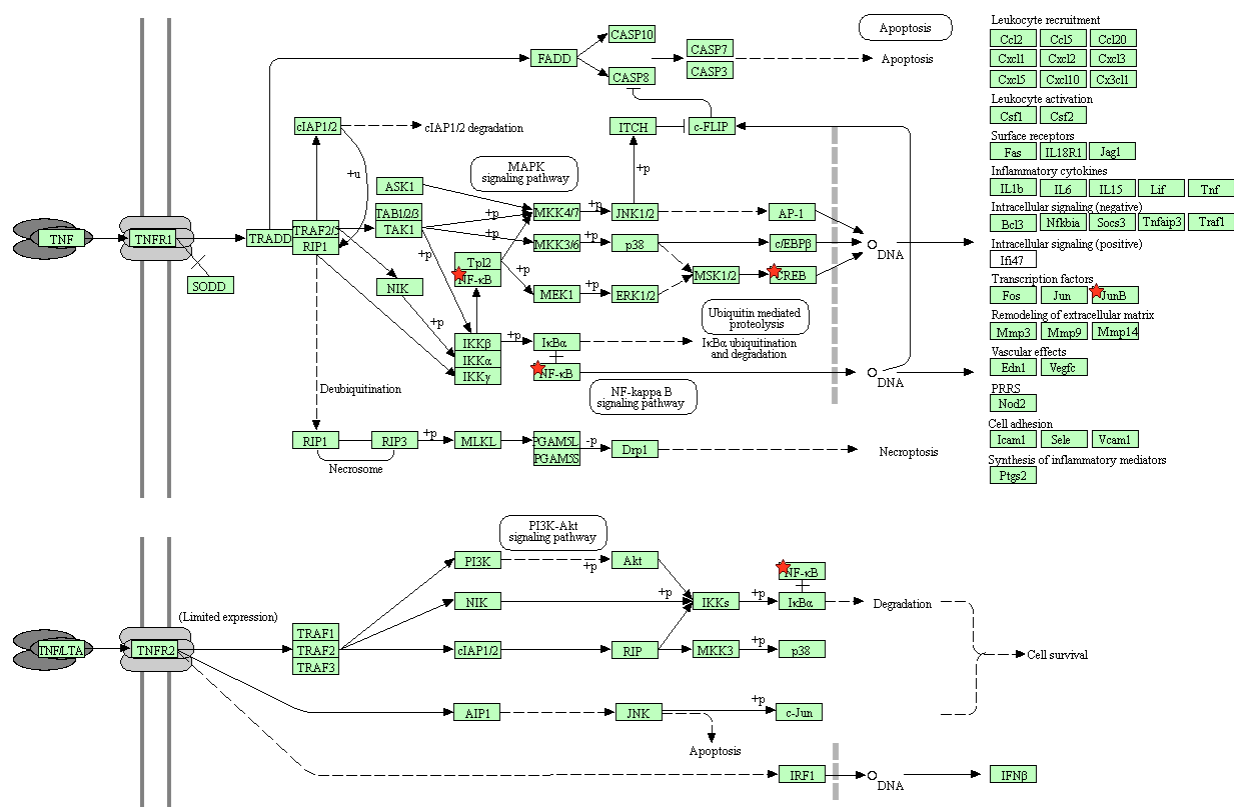 Apoptosis
FADD
CASP10
CASP8
CASP7
CASP3
Apoptosis
cIAP1/2
cIAP1/2 degradation
ITCH
c-FLIP
+u
+p
MAPK
signaling pathway
ASK1
TAB1/2/3
TAK1
MKK4/7
+p
JNK1/2
AP-1
TNF
TNFR1
TRADD
TRAF2/5
RIP1
+p
+p
MKK3/6
+p
p38
c/EBPβ
DNA
SODD
+p
Tpl2
NF-κB
MSK1/2
+p
CREB
NIK
+p
MEK1
+p
ERK1/2
+p
+p
Ubiquitin mediated
proteolysis
IKKβ
IKKα
IKKγ
+p
IκBα
IκBα ubiquitination
and degradation
NF-κB
DNA
NF-kappa B
signaling pathway
Deubiquitination
RIP1
RIP3
+p
MLKL
PGAM5L
PGAM5S
-p
Drp1
Necroptosis
Necrosome
Leukocyte recruitment
Ccl2 Ccl5 Ccl20
Cxcl1 Cxcl2 Cxcl3
Cxcl5 Cxcl10 Cx3cl1
Leukocyte activation
Csf1 Csf2
Surface receptors
Fas IL18R1 Jag1
Inflammatory cytokines
IL1b IL6 IL15 Lif Tnf
Intracellular signaling (negative)
Bcl3 Nfkbia Socs3 Tnfaip3 Traf1
Intracellular signaling (positive)
Ifi47
Transcription factors
Fos Jun JunB
Remodeling of extracellular matrix
Mmp3 Mmp9 Mmp14
Vascular effects
Edn1 Vegfc
PRRS
Nod2
Cell adhesion
Icam1 Sele Vcam1
Synthesis of inflammatory mediators
Ptgs2
PI3K-Akt
signaling pathway
PI3K
+p
Akt
NF-κB
NIK
+p
IKKs
+p
IκBα
Degradation
(Limited expression)
TNF/LTA
TNFR2
TRAF1
TRAF2
TRAF3
cIAP1/2
RIP
MKK3
+p
p38
Cell survival
AIP1
JNK
+p
c-Jun
Apoptosis
IRF1
DNA
IFNβ